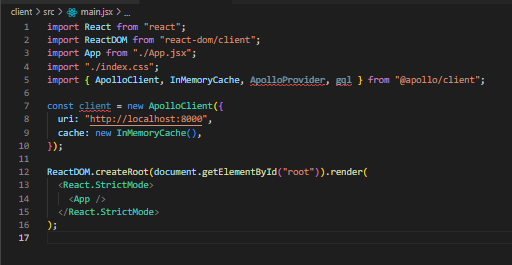 client > src > main.jsx > ...
1 import React from "react";
2 import ReactDOM from "react-dom/client";
3 import App from "./App.jsx";
4 import "./index.css";
5 import { ApolloClient, InMemoryCache, ApolloProvider, gql } from "@apollo/client";
6
7 const client = new ApolloClient({
8 uri: "http://localhost:8000",
9 cache: new InMemoryCache(),
10 });
11
12 ReactDOM.createRoot(document.getElementById("root")).render(
13 <React.StrictMode>
14 <App />
15 </React.StrictMode>
16 );
17